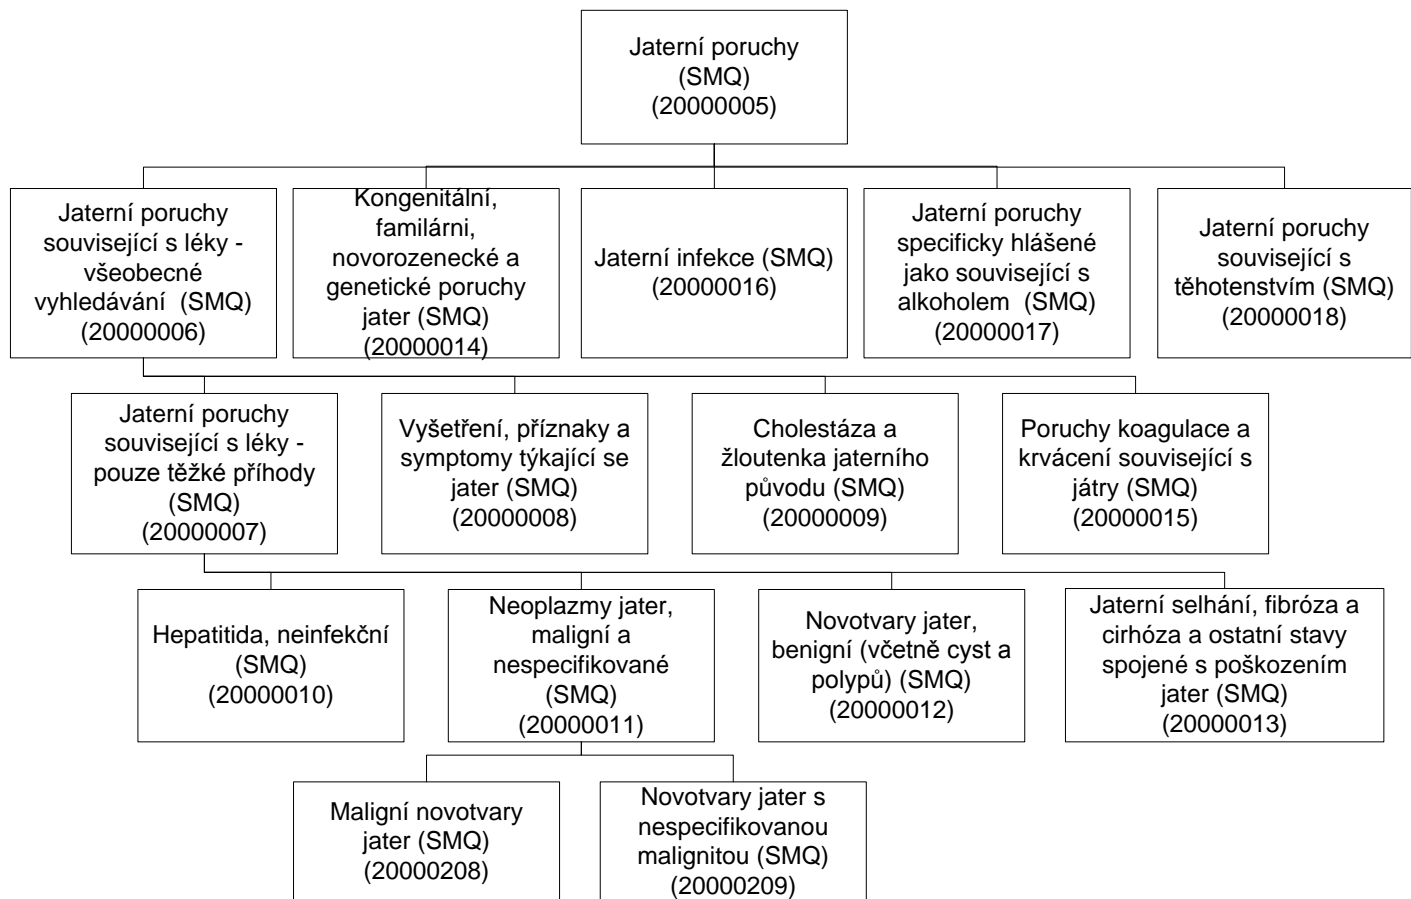 Jaterní poruchy
(SMQ)
(20000005)
Jaterní poruchy
související s léky -
všeobecné
vyhledávání (SMQ)
(20000006)
Kongenitální,
familárni,
novorozenecké a
genetické poruchy
jater (SMQ)
(20000014)
Jaterní infekce (SMQ)
(20000016)
Jaterní poruchy
specificky hlášené
jako související s
alkoholem (SMQ)
(20000017)
Jaterní poruchy
související s
těhotenstvím (SMQ)
(20000018)
Jaterní poruchy
související s léky -
pouze těžké příhody
(SMQ)
(20000007)
Vyšetření, příznaky a
symptomy týkající se
jater (SMQ)
(20000008)
Cholestáza a
žloutenka jaterního
původu (SMQ)
(20000009)
Poruchy koagulace a
krvácení související s
játry (SMQ)
(20000015)
Hepatitida, neinfekční
(SMQ)
(20000010)
Neoplazmy jater,
maligní a
nespecifikované
(SMQ)
(20000011)
Novotvary jater,
benigní (včetně cyst a
polypů) (SMQ)
(20000012)
Jaterní selhání, fibróza a
cirhóza a ostatní stavy
spojené s poškozením
jater (SMQ)
(20000013)
Maligní novotvary
jater (SMQ)
(20000208)
Novotvary jater s
nespecifikovanou
malignitou (SMQ)
(20000209)